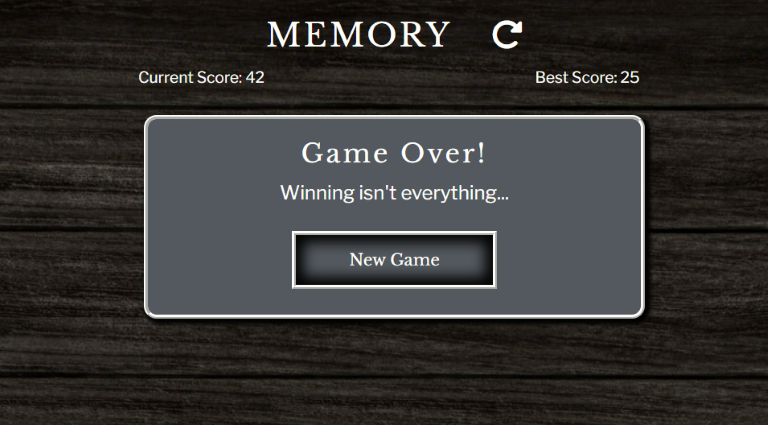 MEMORY
Current Score: 42 Best Score: 25
Game Over!
Winning isn't everything...
New Game